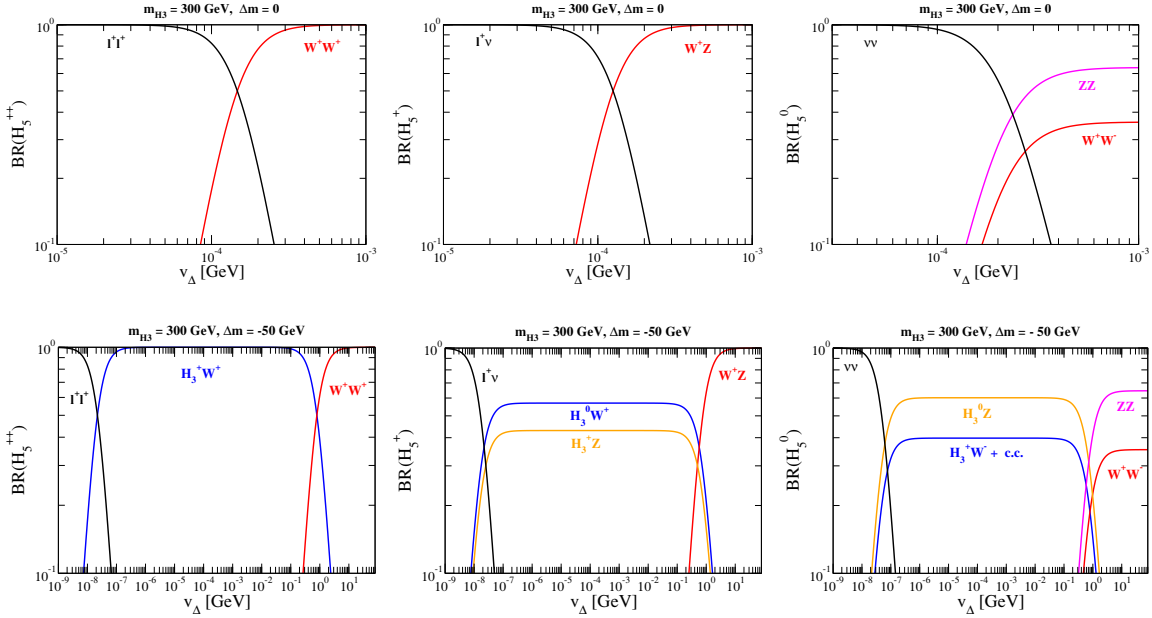 m_H3 = 300 GeV, Δm = 0
10^0
l^+l^+
W^+W^+
BR(H_5^++)
10^-1
10^-5
10^-4
10^-3
v_Δ [GeV]
m_H3 = 300 GeV, Δm = 0
10^0
l^+ν
W^+Z
BR(H_5^+)
10^-1
10^-5
10^-4
10^-3
v_Δ [GeV]
m_H3 = 300 GeV, Δm = 0
10^0
νν
ZZ
W^+W^-
BR(H_5^0)
10^-1
10^-4
10^-3
v_Δ [GeV]
m_H3 = 300 GeV, Δm = -50 GeV
10^0
H_3^+W^+
l^+l^+
W^+W^+
BR(H_5^++)
10^-1
10^-9 10^-8 10^-7 10^-6 10^-5 10^-4 10^-3 10^-2 10^-1 10^0 10^1
v_Δ [GeV]
m_H3 = 300 GeV, Δm = -50 GeV
10^0
l^+ν
W^+Z
H_3^0W^+
H_3^+Z
BR(H_5^+)
10^-1
10^-9 10^-8 10^-7 10^-6 10^-5 10^-4 10^-3 10^-2 10^-1 10^0 10^1
v_Δ [GeV]
m_H3 = 300 GeV, Δm = - 50 GeV
10^0
νν
ZZ
H_3^0Z
H_3^+W^- + c.c.
W^+W^-
BR(H_5^0)
10^-1
10^-9 10^-8 10^-7 10^-6 10^-5 10^-4 10^-3 10^-2 10^-1 10^0 10^1
v_Δ [GeV]